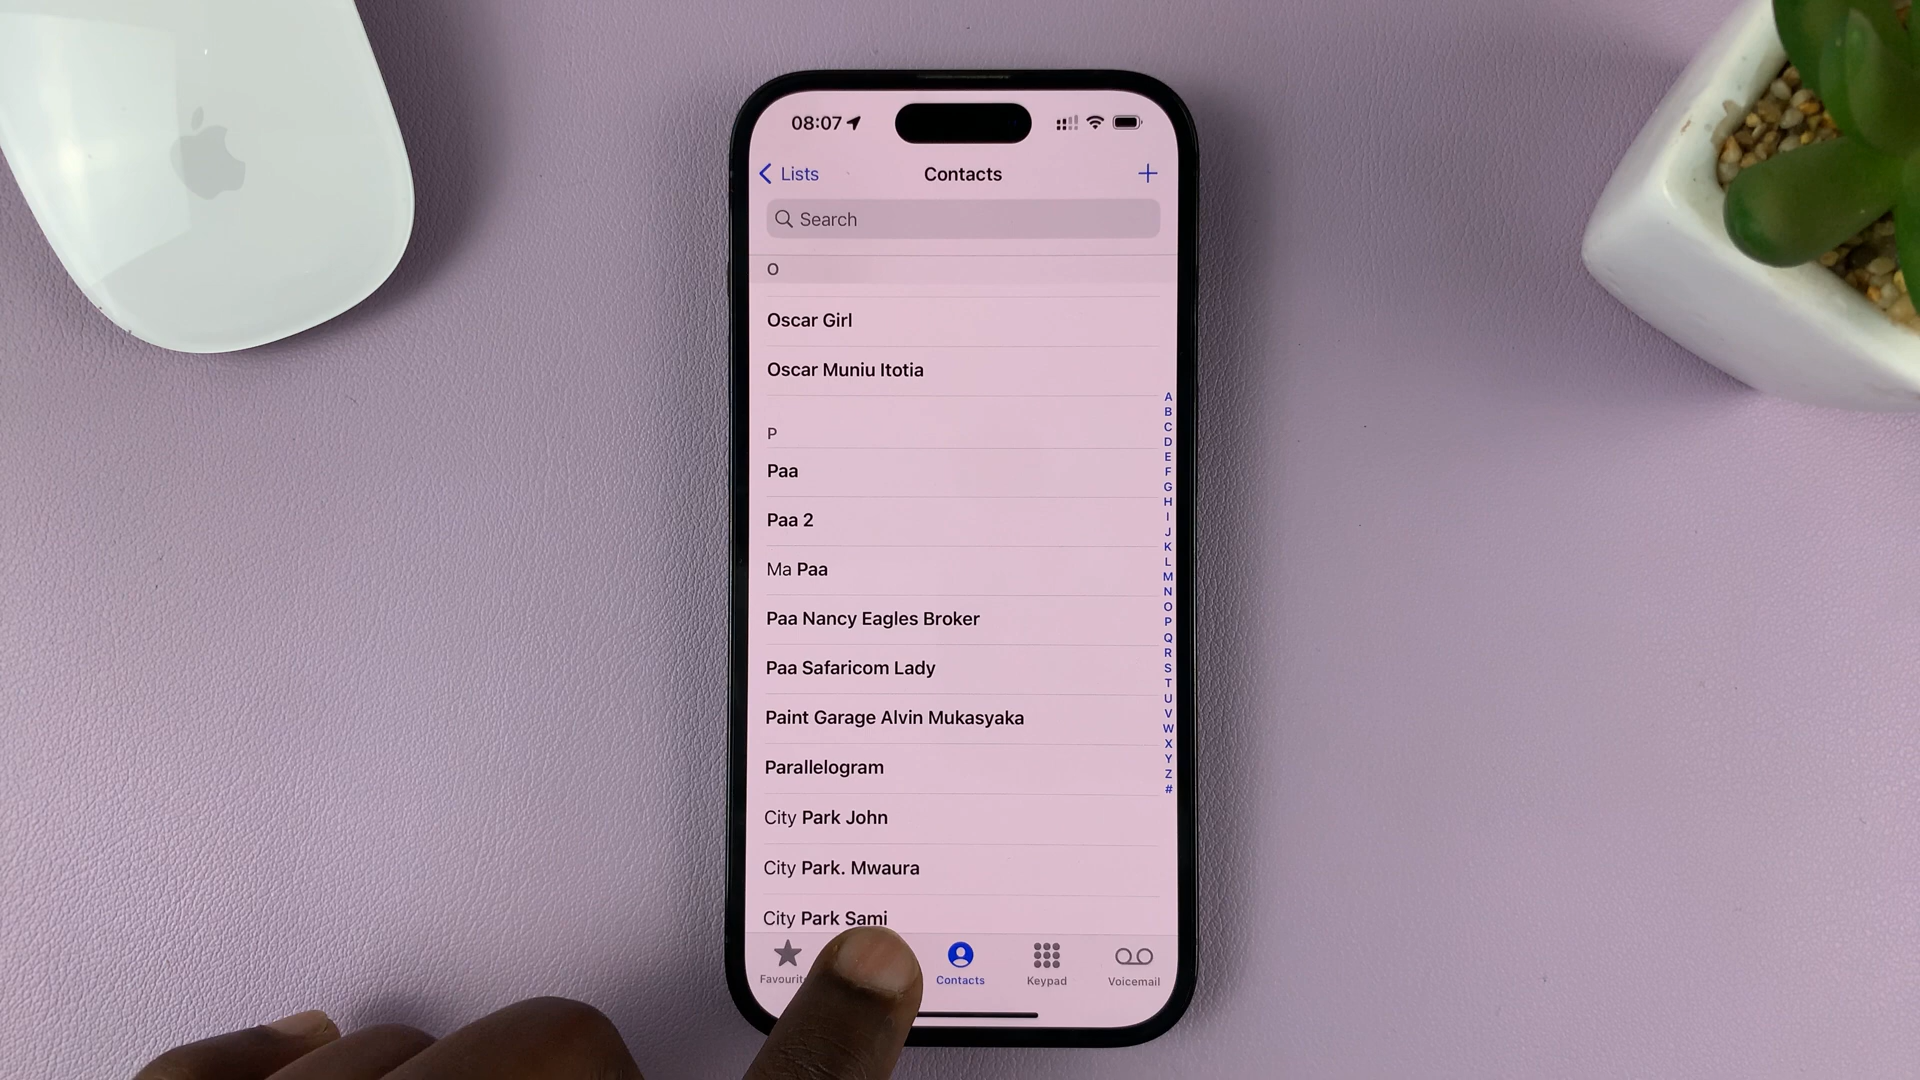 08:07
Lists
Contacts
Search
O
Oscar Girl
Oscar Muniu Itotia
P
Paa
Paa 2
Ma Paa
Paa Nancy Eagles Broker
Paa Safaricom Lady
Paint Garage Alvin Mukasyaka
Parallelogram
City Park John
City Park. Mwaura
City Park Sami
A
B
C
D
E
F
G
H
I
J
K
L
M
N
O
P
Q
R
S
T
U
V
W
X
Y
Z
#
Contacts
Keypad
Voicemail